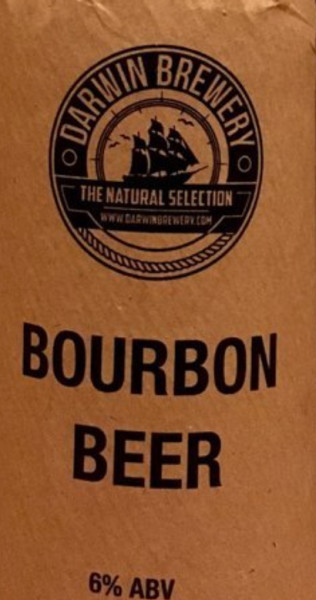 DARWIN BREWERY
THE NATURAL SELECTION
WWW.DARWINBREWERY.COM
BOURBON
BEER
6% ABV